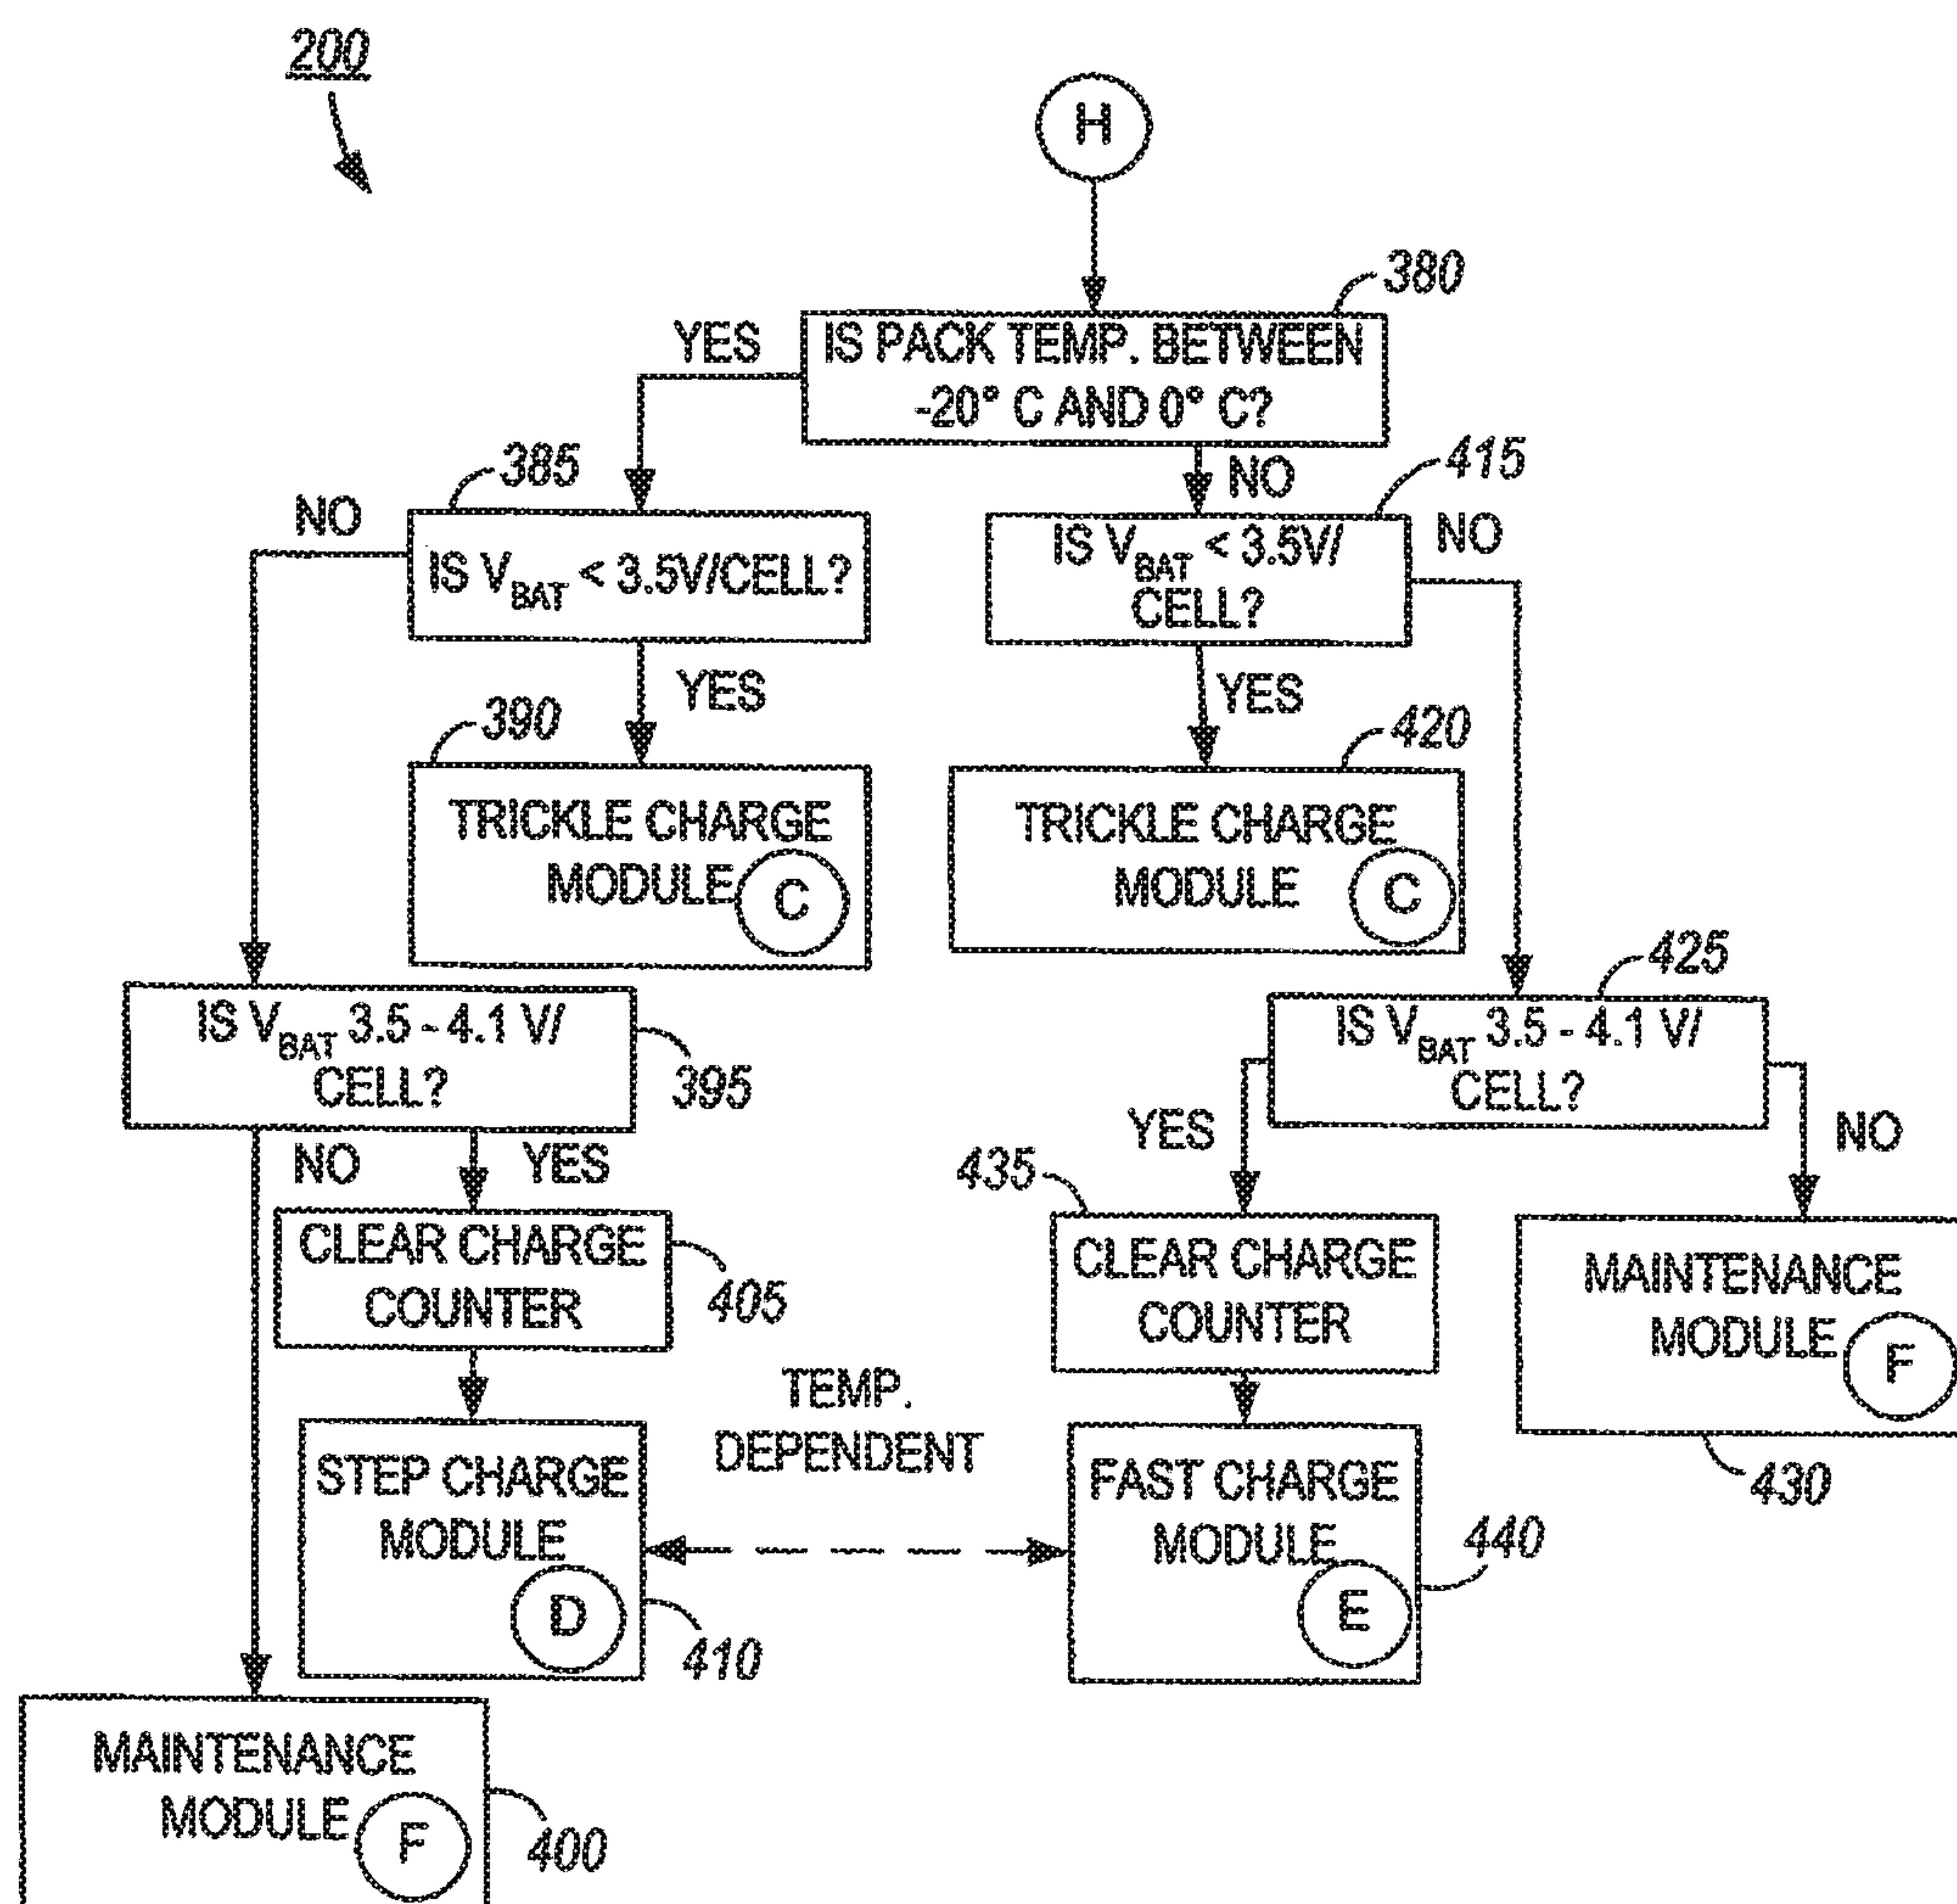 200
H
380
IS PACK TEMP. BETWEEN
-20° C AND 0° C?
YES
NO
385
415
NO
IS VBAT < 3.5V/CELL?
IS VBAT < 3.5V/
CELL?
NO
YES
YES
390
420
TRICKLE CHARGE
MODULE
C
TRICKLE CHARGE
MODULE
C
425
IS VBAT 3.5 - 4.1 V/
CELL?
395
IS VBAT 3.5 - 4.1 V/
CELL?
NO
YES
YES
NO
435
CLEAR CHARGE
COUNTER
405
CLEAR CHARGE
COUNTER
MAINTENANCE
MODULE
F
430
TEMP.
DEPENDENT
STEP CHARGE
MODULE
D
410
FAST CHARGE
MODULE
E
440
MAINTENANCE
MODULE
F
400